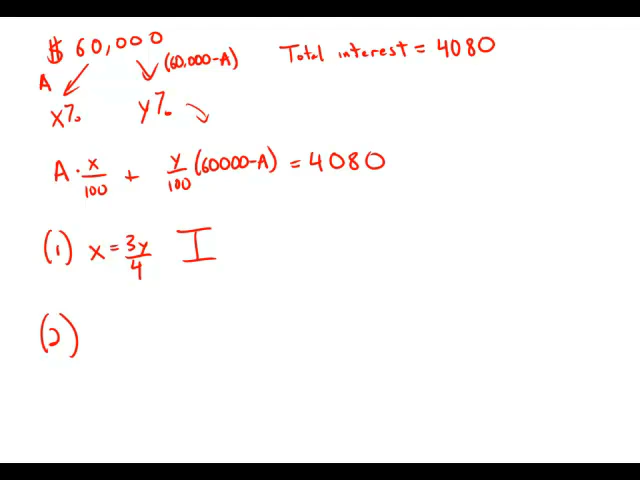 $ 60,000 Total interest = 4080
A (60,000-A)
x% y%
A · x/100 + y/100 (60000-A) = 4080
(1) x = 3y/4 I
(2)